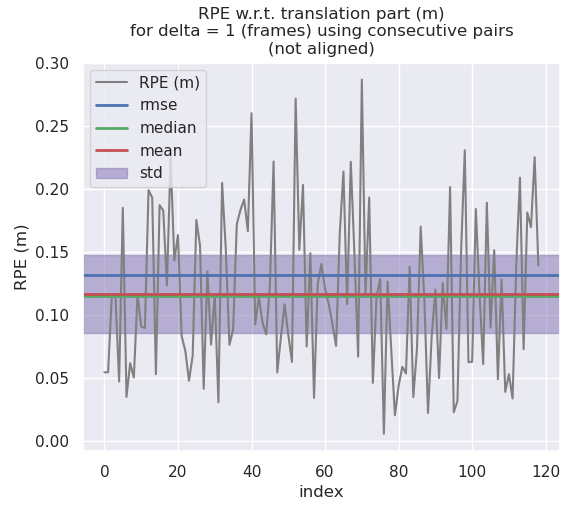 RPE w.r.t. translation part (m)
for delta = 1 (frames) using consecutive pairs
(not aligned)
RPE (m)
rmse
median
mean
std
RPE (m)
0.30
0.25
0.20
0.15
0.10
0.05
0.00
0 20 40 60 80 100 120
index